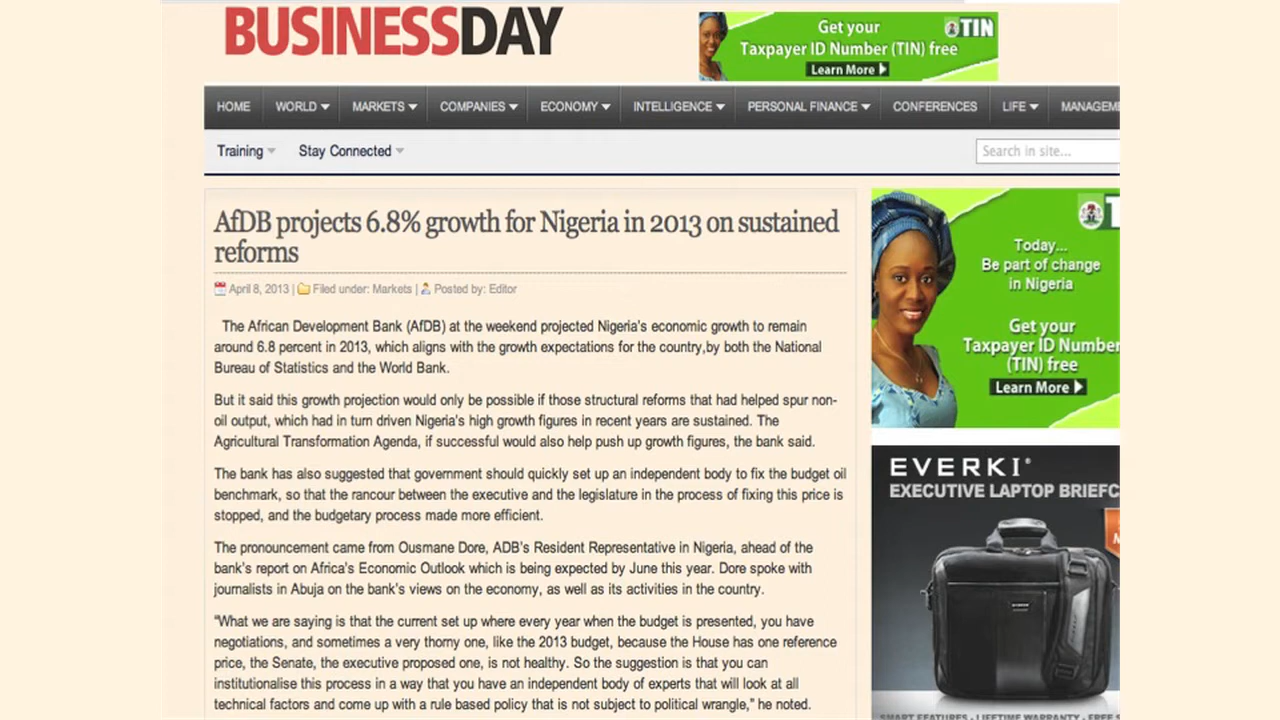 BUSINESSDAY
Get your
Taxpayer ID Number (TIN) free
Learn More
TIN
HOME WORLD MARKETS COMPANIES ECONOMY INTELLIGENCE PERSONAL FINANCE CONFERENCES LIFE MANAGEME
Training Stay Connected
Search in site...
AfDB projects 6.8% growth for Nigeria in 2013 on sustained
reforms
April 8, 2013 | Filed under: Markets | Posted by: Editor
The African Development Bank (AfDB) at the weekend projected Nigeria's economic growth to remain
around 6.8 percent in 2013, which aligns with the growth expectations for the country,by both the National
Bureau of Statistics and the World Bank.
But it said this growth projection would only be possible if those structural reforms that had helped spur non-
oil output, which had in turn driven Nigeria's high growth figures in recent years are sustained. The
Agricultural Transformation Agenda, if successful would also help push up growth figures, the bank said.
The bank has also suggested that government should quickly set up an independent body to fix the budget oil
benchmark, so that the rancour between the executive and the legislature in the process of fixing this price is
stopped, and the budgetary process made more efficient.
The pronouncement came from Ousmane Dore, ADB's Resident Representative in Nigeria, ahead of the
bank's report on Africa's Economic Outlook which is being expected by June this year. Dore spoke with
journalists in Abuja on the bank's views on the economy, as well as its activities in the country.
“What we are saying is that the current set up where every year when the budget is presented, you have
negotiations, and sometimes a very thorny one, like the 2013 budget, because the House has one reference
price, the Senate, the executive proposed one, is not healthy. So the suggestion is that you can
institutionalise this process in a way that you have an independent body of experts that will look at all
technical factors and come up with a rule based policy that is not subject to political wrangle,” he noted.
T
Today...
Be part of change
in Nigeria
Get your
Taxpayer ID Number
(TIN) free
Learn More
EVERKI®
EXECUTIVE LAPTOP BRIEFC
SMART FEATURES - LIFETIME WARRANTY - FREE S